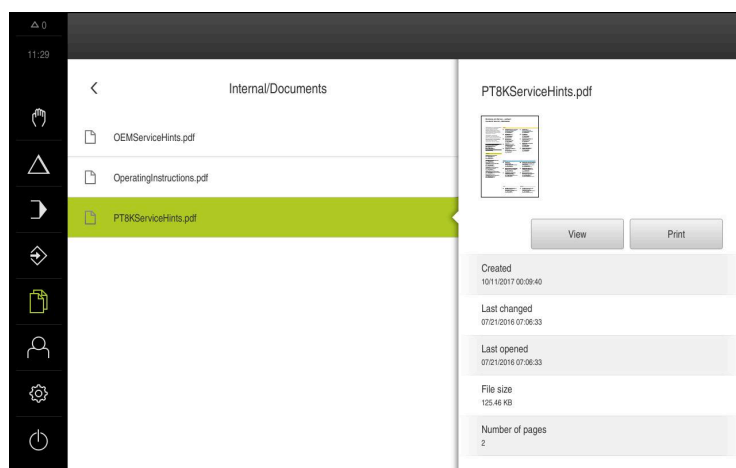 0
11:29
Internal/Documents
OEMServiceHints.pdf
OperatingInstructions.pdf
PT8KServiceHints.pdf
PT8KServiceHints.pdf
View Print
Created
10/11/2017 00:09:40
Last changed
07/21/2016 07:06:33
Last opened
07/21/2016 07:06:33
File size
125.46 KB
Number of pages
2